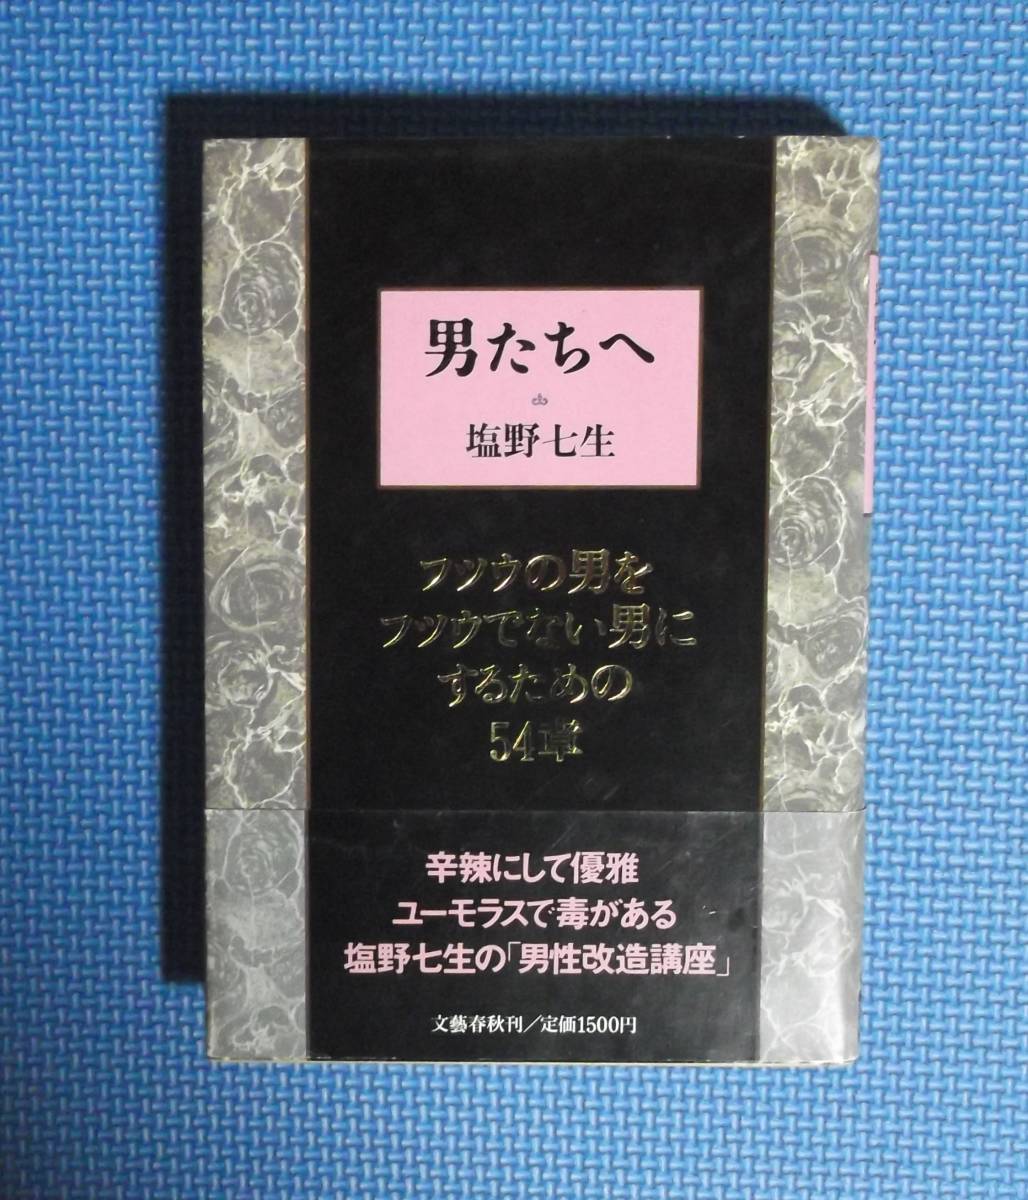 男たちへ
塩野七生
フツウの男を
フツウでない男に
するための
54章
辛辣にして優雅
ユーモラスで毒がある
塩野七生の「男性改造講座」
文藝春秋刊/定価1500円